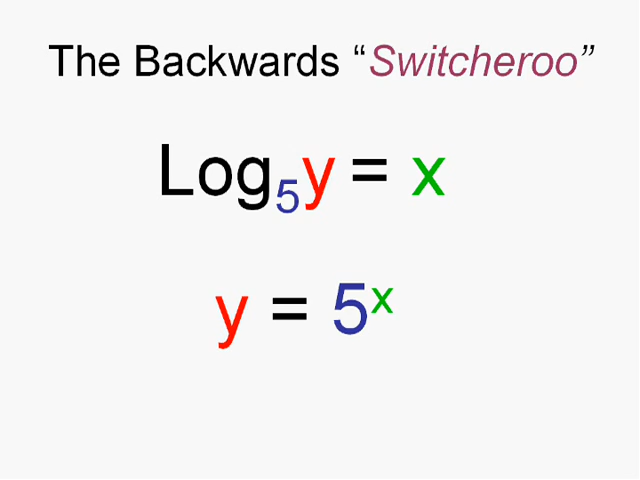 The Backwards “Switcheroo”
Log₅y = x
y = 5ˣ